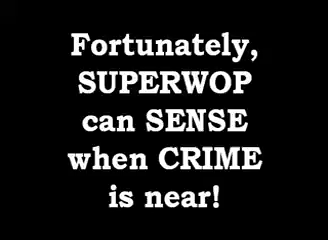 Fortunately,
SUPERWOP
can SENSE
when CRIME
is near!